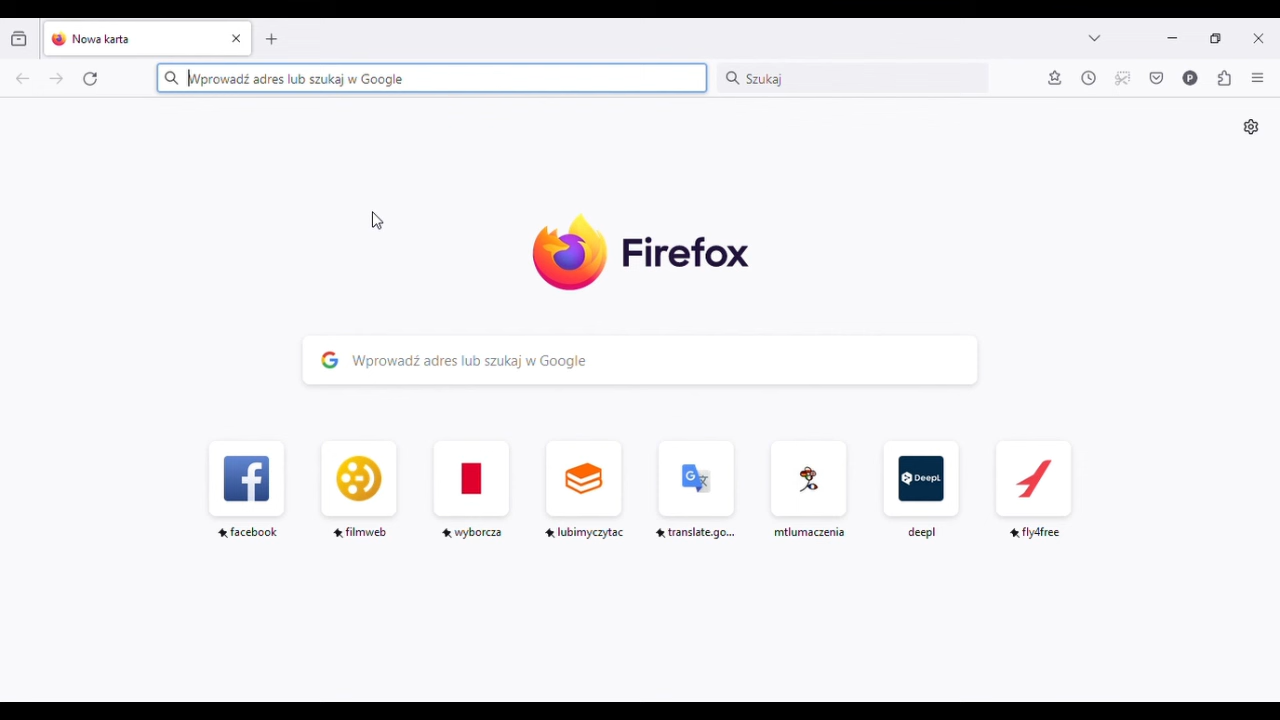 Nowa karta
Wprowadź adres lub szukaj w Google
Szukaj
P
Firefox
G Wprowadź adres lub szukaj w Google
DeepL
facebook
filmweb
wyborcza
lubimyczytac
translate.go...
mtlumaczenia
deepl
fly4free